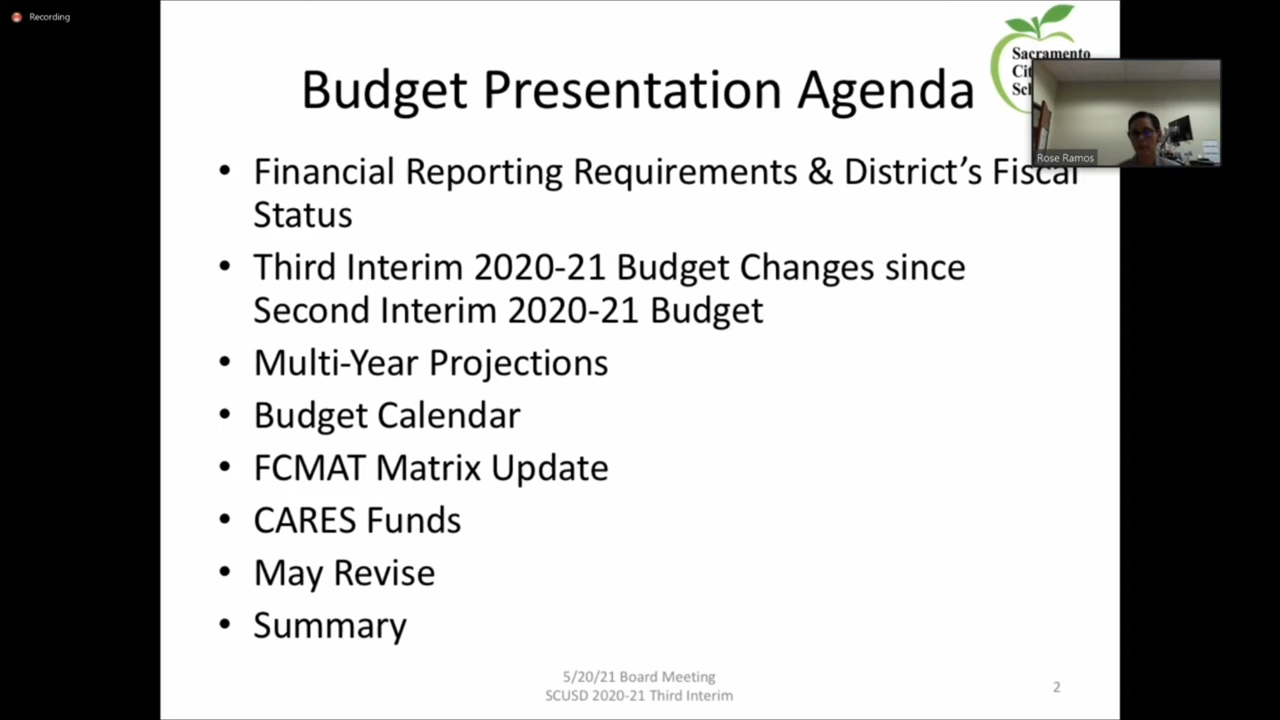 Recording
Sacramento
Budget Presentation Agenda
Rose Ramos
• Financial Reporting Requirements & District's Fiscal
Status
• Third Interim 2020-21 Budget Changes since
Second Interim 2020-21 Budget
• Multi-Year Projections
• Budget Calendar
• FCMAT Matrix Update
• CARES Funds
• May Revise
• Summary
5/20/21 Board Meeting
SCUSD 2020-21 Third Interim
2